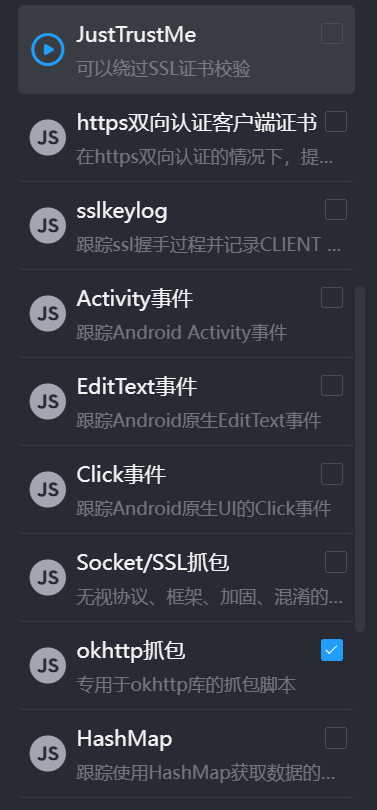 JustTrustMe
可以绕过SSL证书校验
JS
https双向认证客户端证书
在https双向认证的情况下，提...
JS
sslkeylog
跟踪ssl握手过程并记录CLIENT ...
JS
Activity事件
跟踪Android Activity事件
JS
EditText事件
跟踪Android原生EditText事件
JS
Click事件
跟踪Android原生UI的Click事件
JS
Socket/SSL抓包
无视协议、框架、加固、混淆的...
JS
okhttp抓包
专用于okhttp库的抓包脚本
JS
HashMap
跟踪使用HashMap获取数据的...